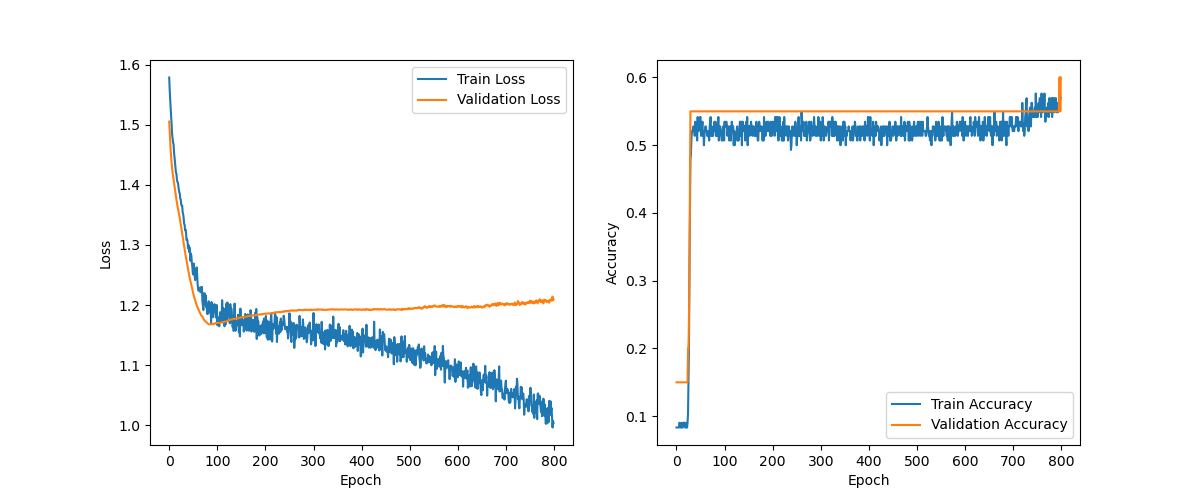 1.6
1.5
1.4
1.3
1.2
1.1
1.0
Loss
0 100 200 300 400 500 600 700 800
Epoch
Train Loss
Validation Loss
0.6
0.5
0.4
0.3
0.2
0.1
Accuracy
0 100 200 300 400 500 600 700 800
Epoch
Train Accuracy
Validation Accuracy